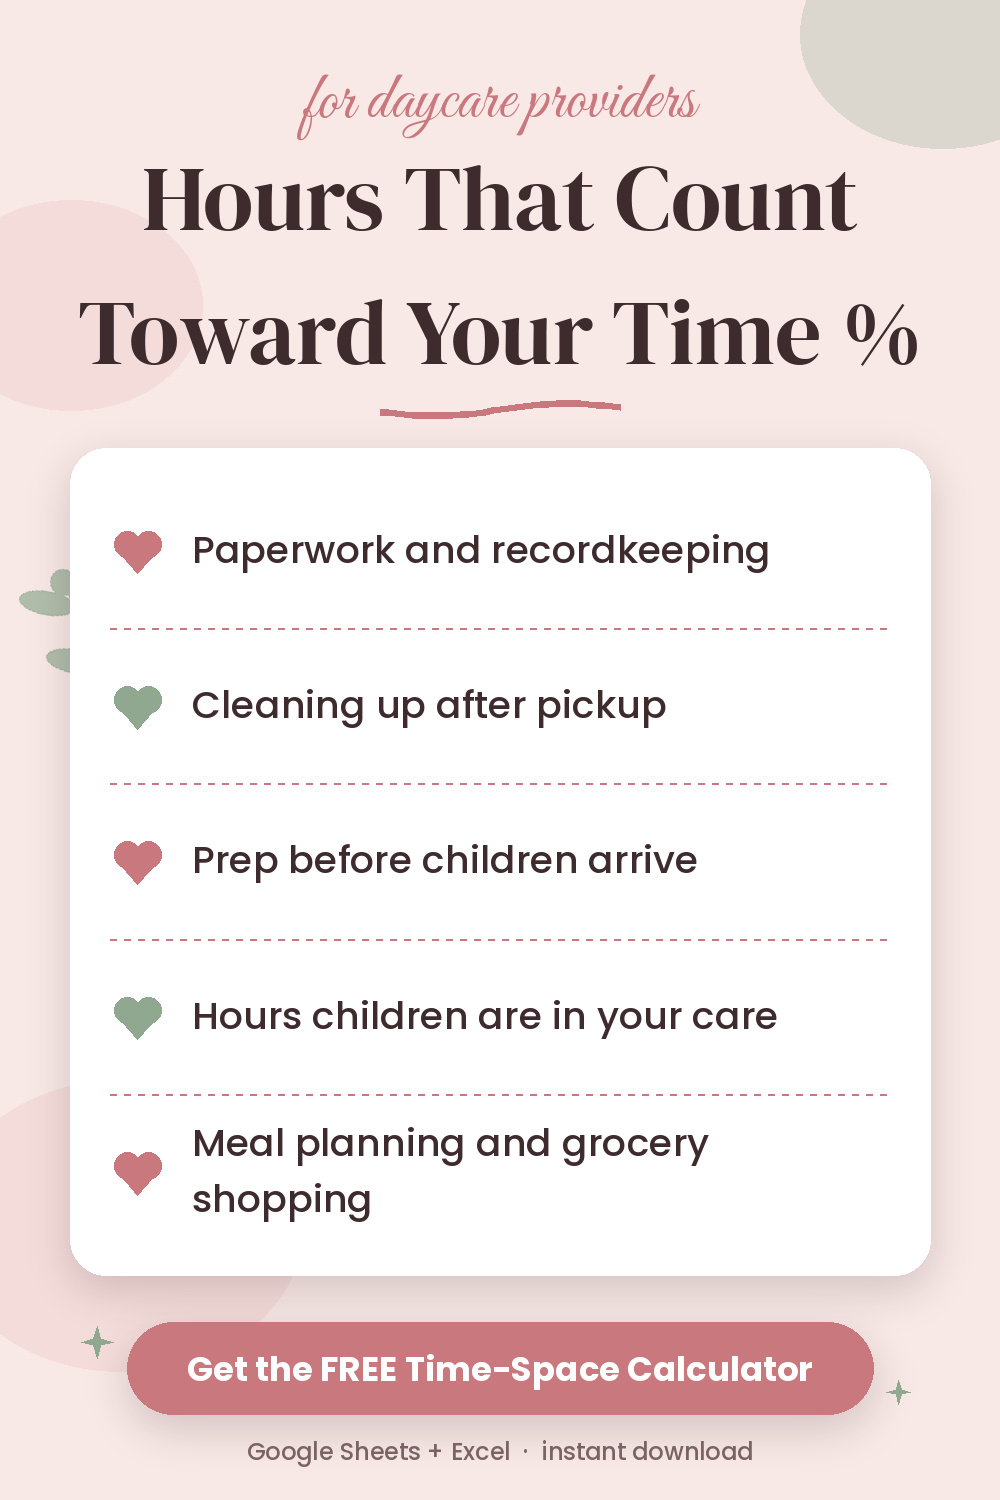 for daycare providers
Hours That Count
Toward Your Time %
Paperwork and recordkeeping
Cleaning up after pickup
Prep before children arrive
Hours children are in your care
Meal planning and grocery
shopping
Get the FREE Time-Space Calculator
Google Sheets + Excel · instant download